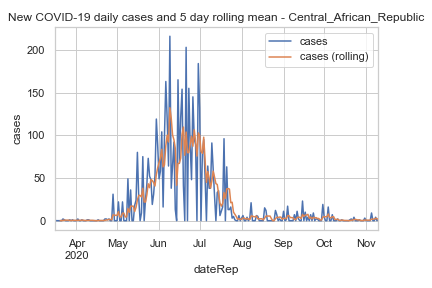 New COVID-19 daily cases and 5 day rolling mean - Central_African_Republic
cases
cases (rolling)
200
150
100
50
0
cases
Apr May Jun Jul Aug Sep Oct Nov
2020
dateRep